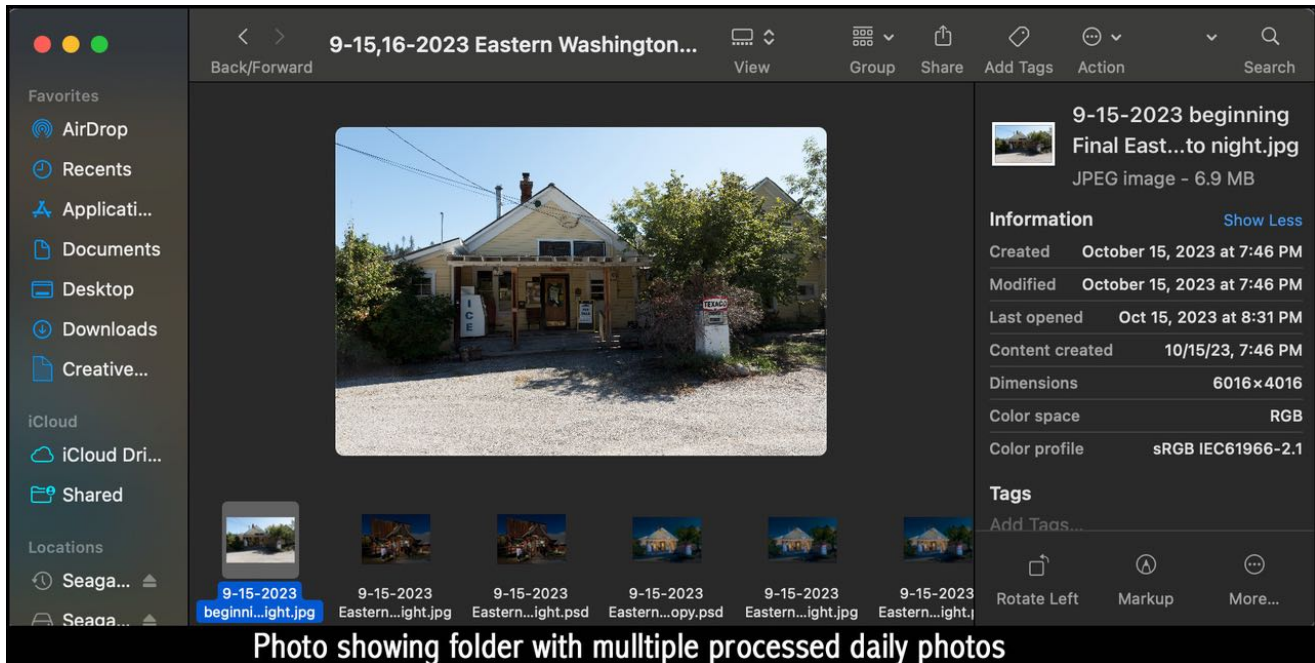 9-15,16-2023 Eastern Washington...
Back/Forward
View
Group
Share
Add Tags
Action
Search
Favorites
AirDrop
Recents
Applicati...
Documents
Desktop
Downloads
Creative...
iCloud
iCloud Dri...
Shared
Locations
Seaga...
Seaga...
ICE
TEXACO
9-15-2023
beginni...ight.jpg
9-15-2023
Eastern...ight.jpg
9-15-2023
Eastern...ight.psd
9-15-2023
Eastern...opy.psd
9-15-2023
Eastern...ight.jpg
9-15-2023
Eastern...ight.
9-15-2023 beginning
Final East...to night.jpg
JPEG image - 6.9 MB
Information Show Less
Created October 15, 2023 at 7:46 PM
Modified October 15, 2023 at 7:46 PM
Last opened Oct 15, 2023 at 8:31 PM
Content created 10/15/23, 7:46 PM
Dimensions 6016×4016
Color space RGB
Color profile sRGB IEC61966-2.1
Tags
Add Tags...
Rotate Left
Markup
More...
Photo showing folder with mulltiple processed daily photos